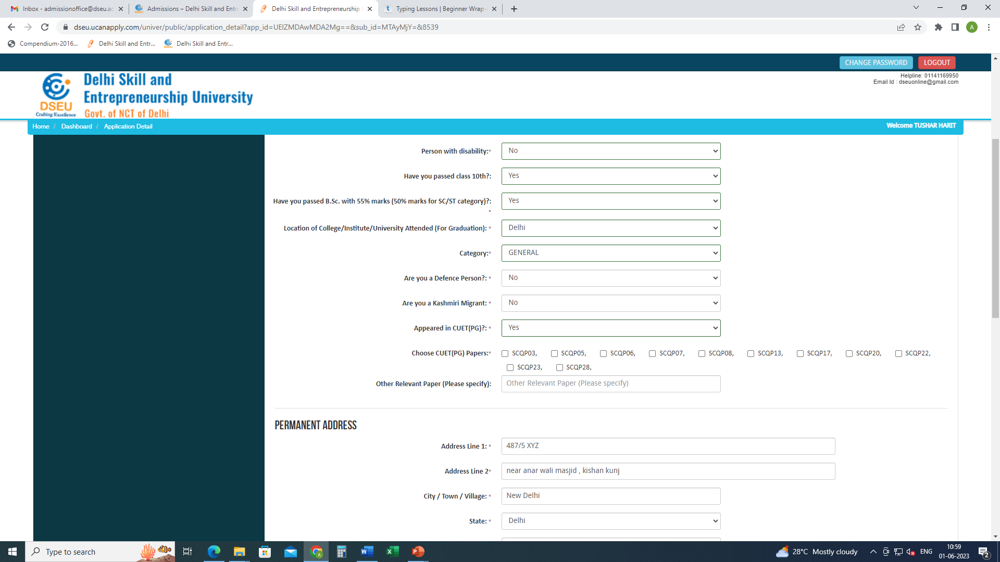 Inbox - admissionoffice@dseu.ac
Admissions – Delhi Skill and Entr
Delhi Skill and Entrepreneurship
Typing Lessons | Beginner Wrap-
dseu.ucanapply.com/univer/public/application_detail?app_id=UEIZMDAwMDA2Mg==&sub_id=MTAyMjY=&8539
A
Compendium-2016...
Delhi Skill and Entr...
Delhi Skill and Entr...
CHANGE PASSWORD
LOGOUT
Helpline: 01141169950
Email Id : dseuonline@gmail.com
DSEU
Crafting Excellence
Delhi Skill and
Entrepreneurship University
Govt. of NCT of Delhi
Home / Dashboard / Application Detail
Welcome TUSHAR HARIT
Person with disability:* No
Have you passed class 10th?: Yes
Have you passed B.Sc. with 55% marks (50% marks for SC/ST category)?: Yes
*
Location of College/Institute/University Attended (For Graduation): * Delhi
Category:* GENERAL
Are you a Defence Person?: * No
Are you a Kashmiri Migrant: * No
Appeared in CUET(PG)?: * Yes
Choose CUET(PG) Papers:* SCQP03, SCQP05, SCQP06, SCQP07, SCQP08, SCQP13, SCQP17, SCQP20, SCQP22,
SCQP23, SCQP28,
Other Relevant Paper (Please specify): Other Relevant Paper (Please specify)
PERMANENT ADDRESS
Address Line 1: * 487/5 XYZ
Address Line 2* near anar wali masjid , kishan kunj
City / Town / Village: * New Delhi
State: * Delhi
Type to search
28°C Mostly cloudy
ENG
10:59
01-06-2023
2